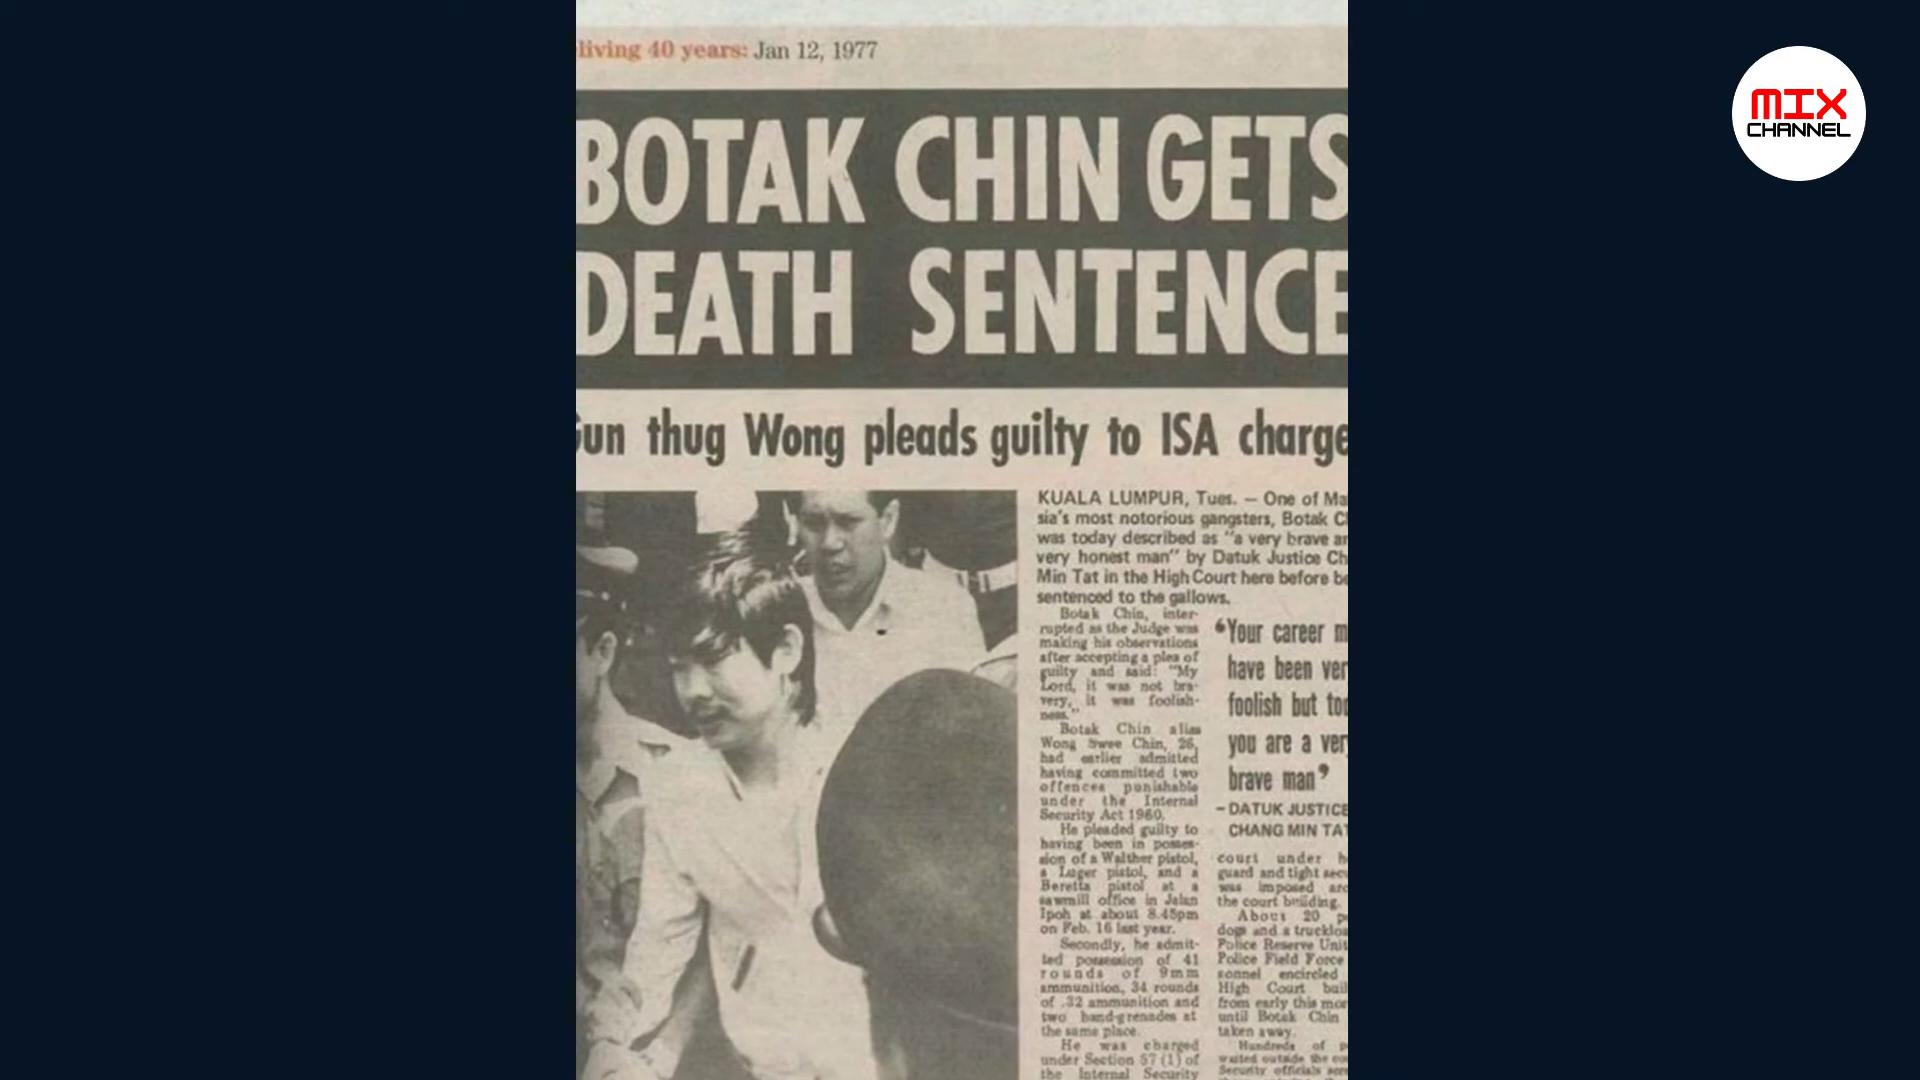 living 40 years: Jan 12, 1977
MIX
CHANNEL
BOTAK CHIN GETS
DEATH SENTENCE
un thug Wong pleads guilty to ISA charge
KUALA LUMPUR, Tues. — One of Ma
sia's most notorious gangsters, Botak C
was today described as "a very brave an
very honest man" by Datuk Justice Ch
Min Tat in the High Court here before be
sentenced to the gallows.
Botak Chin, inter-
rupted as the Judge was
making his observations
after accepting a plea of
guilty and said: "My
Lord, it was not bra-
very, it was foolish-
ness."
Botak Chin alias
Wong Swee Chin, 26,
had earlier admitted
having committed two
offences punishable
under the Internal
Security Act 1960.
He pleaded guilty to
having been in posses-
sion of a Walther pistol,
a Luger pistol, and a
Beretta pistol at a
sawmill office in Jalan
Ipoh at about 8.45pm
on Feb. 16 last year.
Secondly, he admit-
ted possession of 41
rounds of 9mm
ammunition, 34 rounds
of .32 ammunition and
two hand-grenades at
the same place.
He was charged
under Section 57 (1) of
the Internal Security
‘Your career m
have been ver
foolish but to
you are a ver
brave man’
— DATUK JUSTICE
CHANG MIN TAT
court under h
guard and tight secu
was imposed aro
the court building.
About 20 p
dogs and a trucklo
Police Reserve Unit
Police Field Force
sonnel encircled
High Court buil
from early this mor
until Botak Chin
taken away.
Hundreds of p
waited outside the cou
Security officials